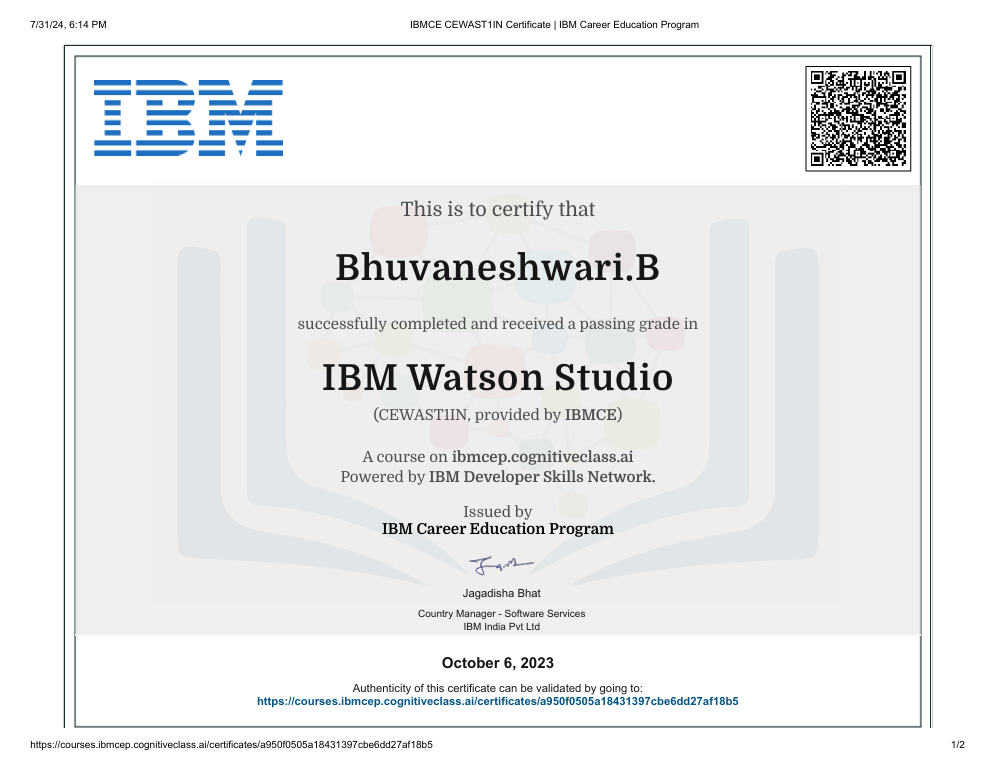 7/31/24, 6:14 PM
IBMCE CEWAST1IN Certificate | IBM Career Education Program
IBM
This is to certify that
Bhuvaneshwari.B
successfully completed and received a passing grade in
IBM Watson Studio
(CEWAST1IN, provided by IBMCE)
A course on ibmcep.cognitiveclass.ai
Powered by IBM Developer Skills Network.
Issued by
IBM Career Education Program
Jagadisha Bhat
Country Manager - Software Services
IBM India Pvt Ltd
October 6, 2023
Authenticity of this certificate can be validated by going to:
https://courses.ibmcep.cognitiveclass.ai/certificates/a950f0505a18431397cbe6dd27af18b5
https://courses.ibmcep.cognitiveclass.ai/certificates/a950f0505a18431397cbe6dd27af18b5
1/2